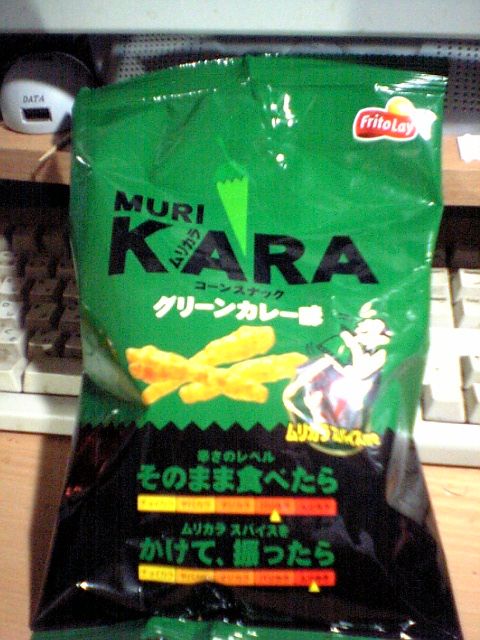 DATA
FritoLay
MURI
KARA
ムリカラ
コーンスナック
グリーンカレー味
ムリカラ スパイス付き
辛さのレベル
そのまま食べたら
ムリカラ スパイスを
かけて、振ったら